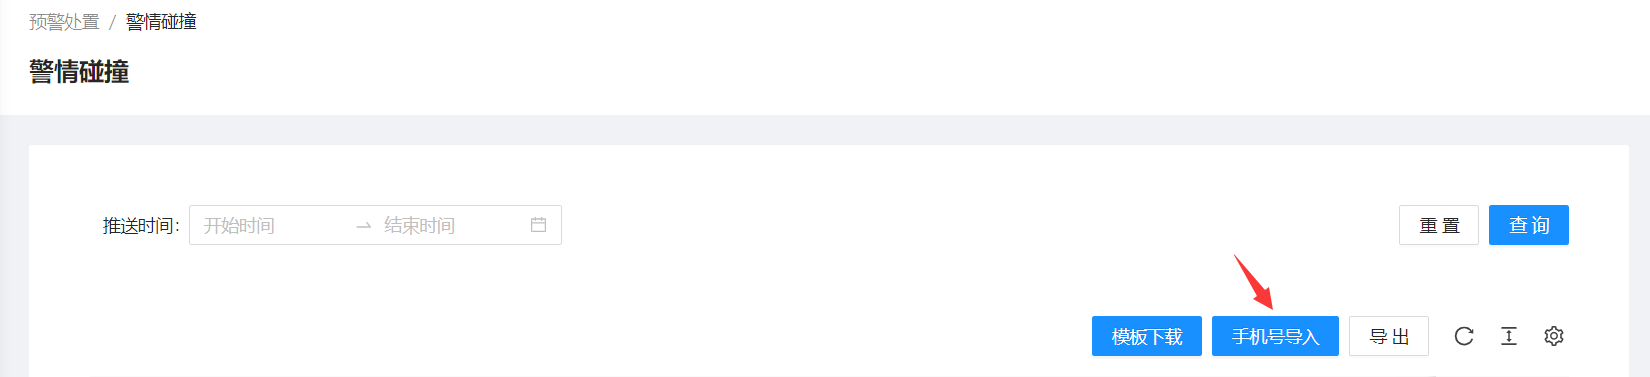 预警处置 / 警情碰撞
警情碰撞
推送时间: 开始时间 → 结束时间 重置 查询
模板下载 手机号导入 导出